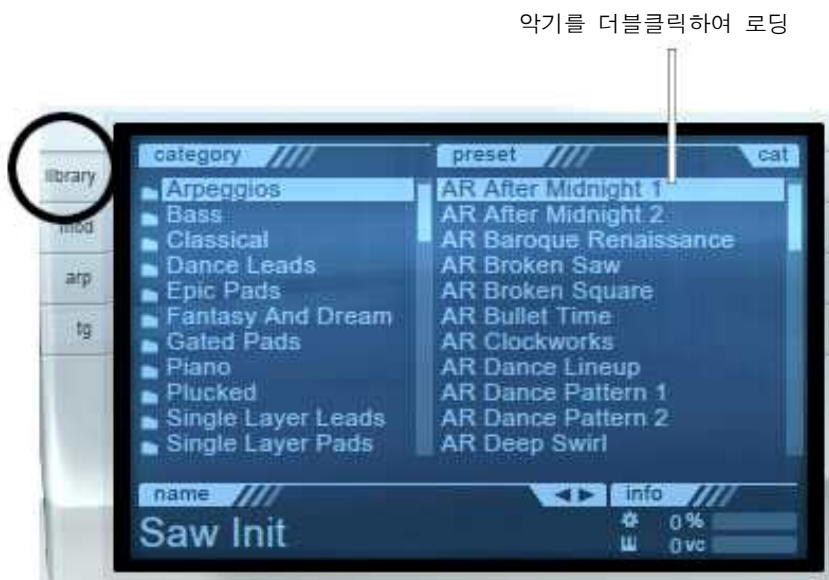 악기를 더블클릭하여 로딩
library
mod
arp
tg
category
Arpeggios
Bass
Classical
Dance Leads
Epic Pads
Fantasy And Dream
Gated Pads
Piano
Plucked
Single Layer Leads
Single Layer Pads
preset cat
AR After Midnight 1
AR After Midnight 2
AR Baroque Renaissance
AR Broken Saw
AR Broken Square
AR Bullet Time
AR Clockworks
AR Dance Lineup
AR Dance Pattern 1
AR Dance Pattern 2
AR Deep Swirl
name
Saw Init
info
0 %
0 vc